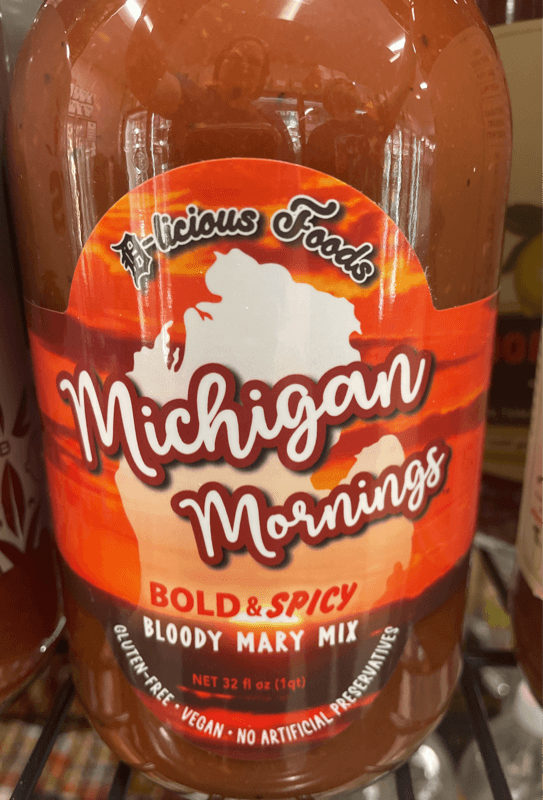 D-licious Foods
Michigan
Mornings™
BOLD & SPICY
BLOODY MARY MIX
NET 32 fl oz (1qt)
GLUTEN-FREE • VEGAN • NO ARTIFICIAL PRESERVATIVES